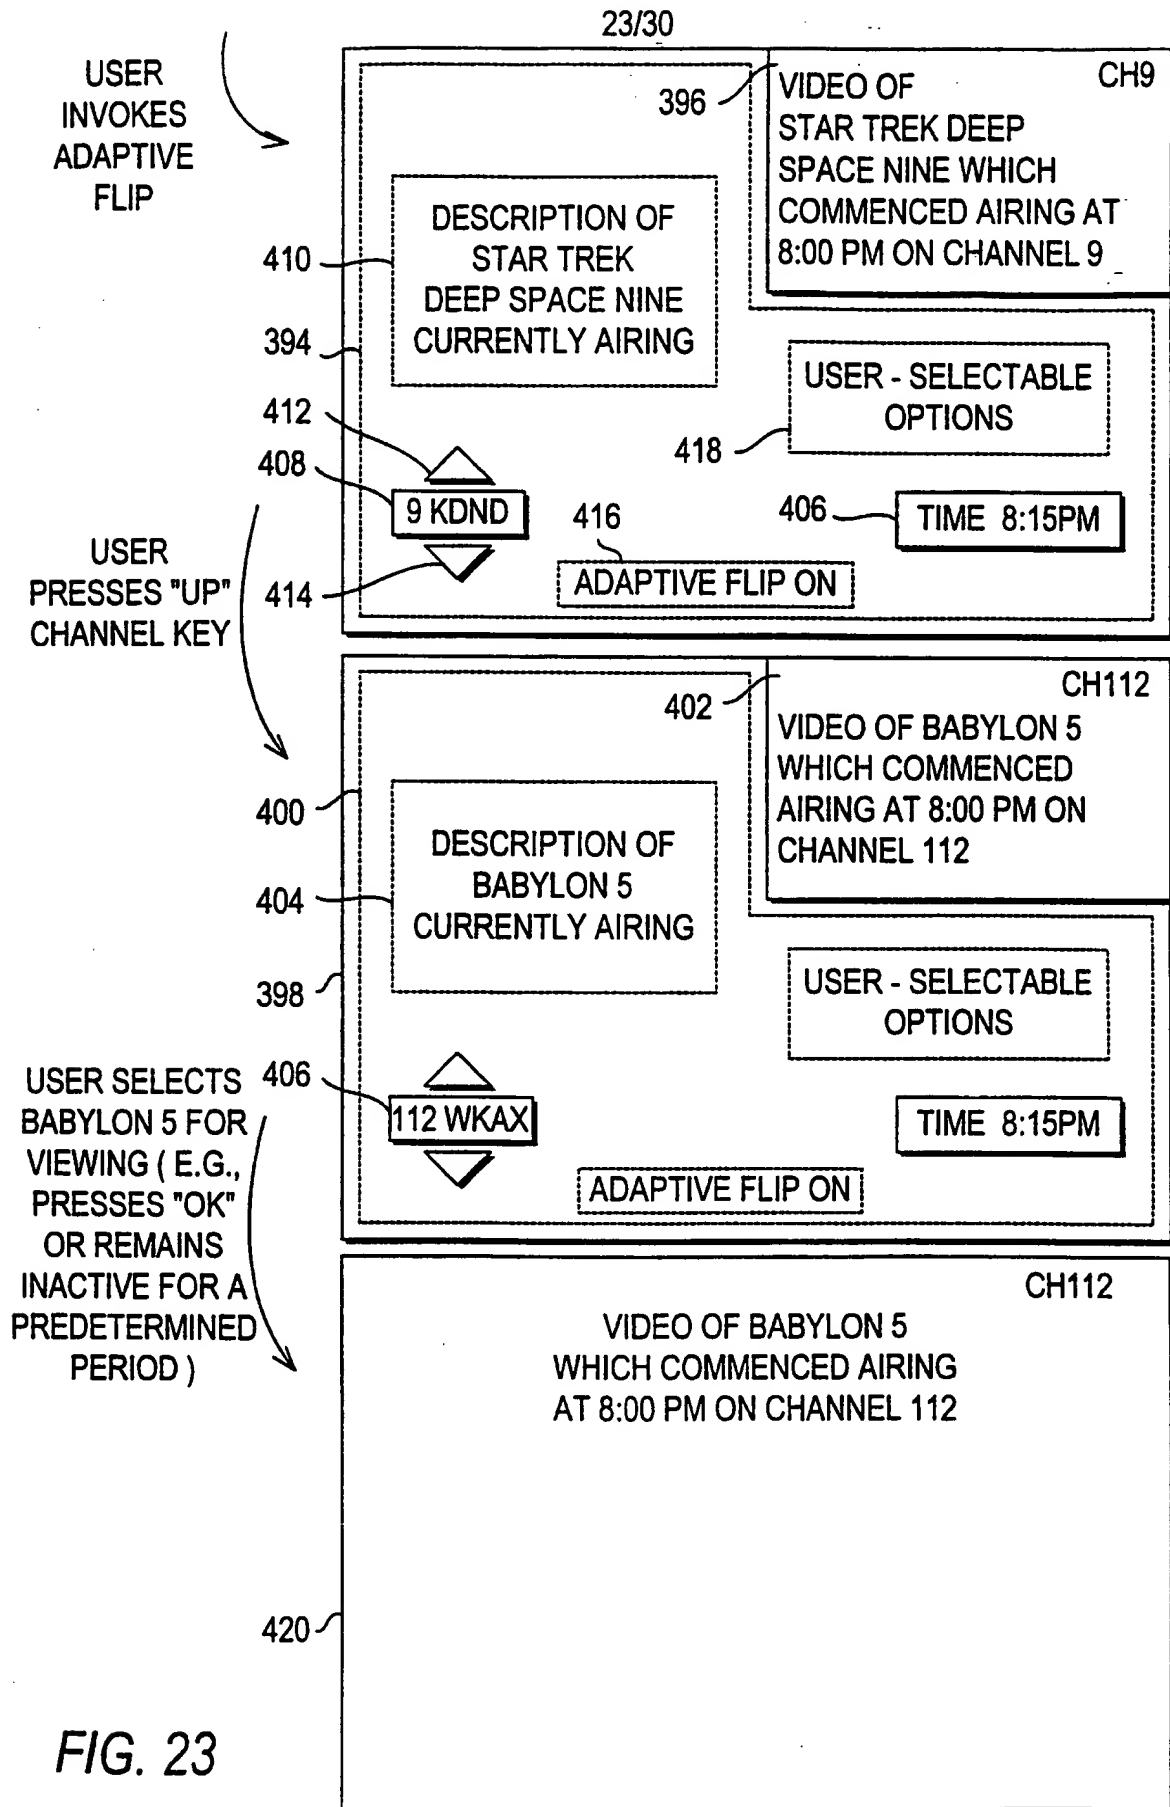 23/30
USER
INVOKES
ADAPTIVE
FLIP
396
CH9
VIDEO OF
STAR TREK DEEP
SPACE NINE WHICH
COMMENCED AIRING AT
8:00 PM ON CHANNEL 9
410
DESCRIPTION OF
STAR TREK
DEEP SPACE NINE
CURRENTLY AIRING
394
412
408
9 KDND
414
418
USER - SELECTABLE
OPTIONS
406
TIME 8:15PM
416
ADAPTIVE FLIP ON
USER
PRESSES "UP"
CHANNEL KEY
402
CH112
VIDEO OF BABYLON 5
WHICH COMMENCED
AIRING AT 8:00 PM ON
CHANNEL 112
400
404
DESCRIPTION OF
BABYLON 5
CURRENTLY AIRING
398
USER - SELECTABLE
OPTIONS
406
112 WKAX
TIME 8:15PM
ADAPTIVE FLIP ON
USER SELECTS
BABYLON 5 FOR
VIEWING ( E.G.,
PRESSES "OK"
OR REMAINS
INACTIVE FOR A
PREDETERMINED
PERIOD )
CH112
VIDEO OF BABYLON 5
WHICH COMMENCED AIRING
AT 8:00 PM ON CHANNEL 112
420
FIG. 23